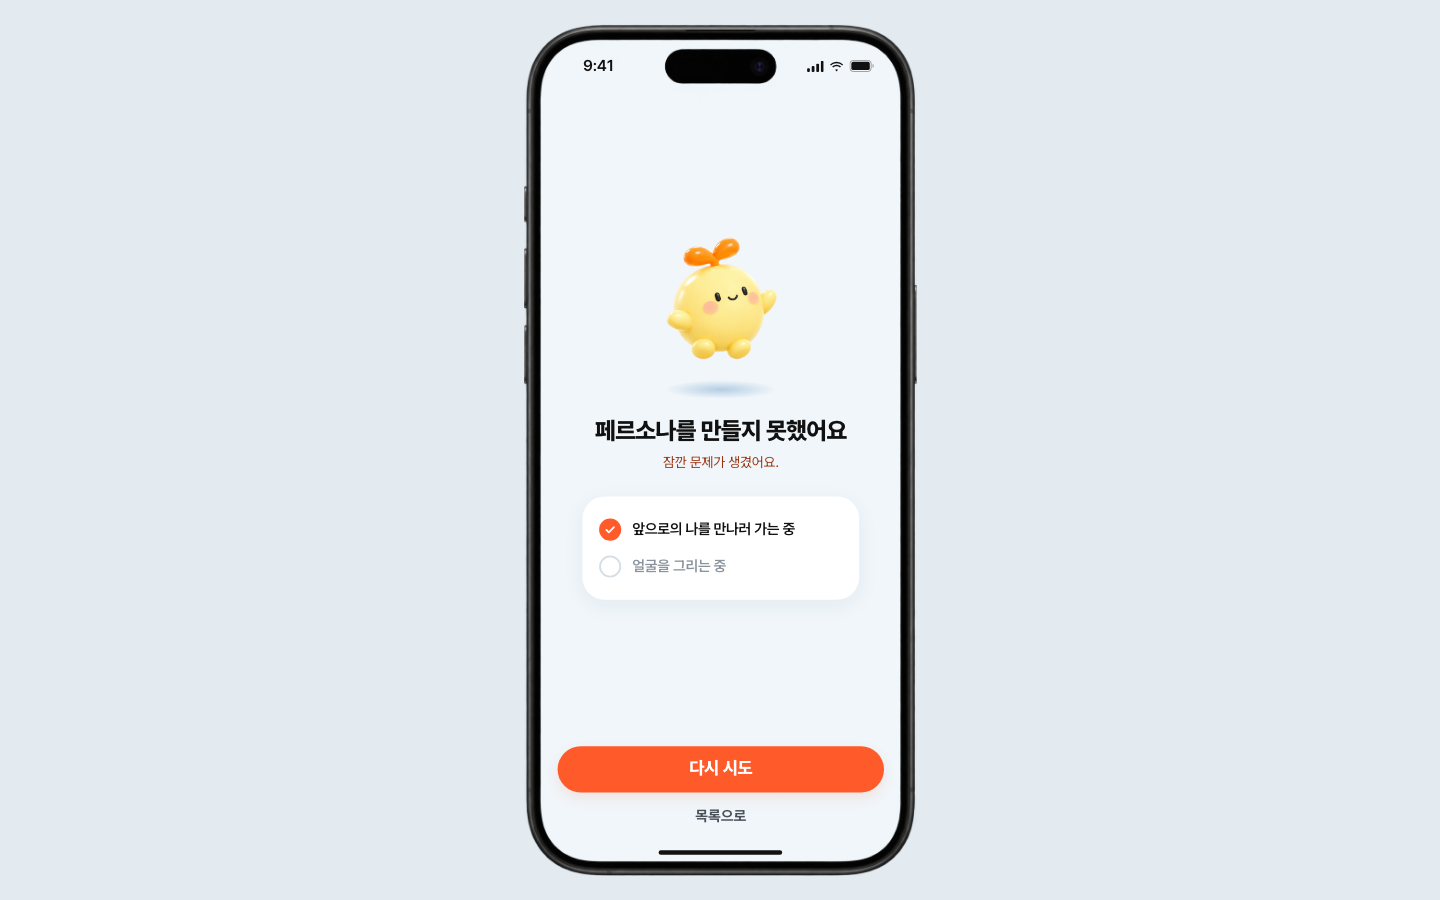 9:41
페르소나를 만들지 못했어요
잠깐 문제가 생겼어요.
앞으로의 나를 만나러 가는 중
얼굴을 그리는 중
다시 시도
목록으로